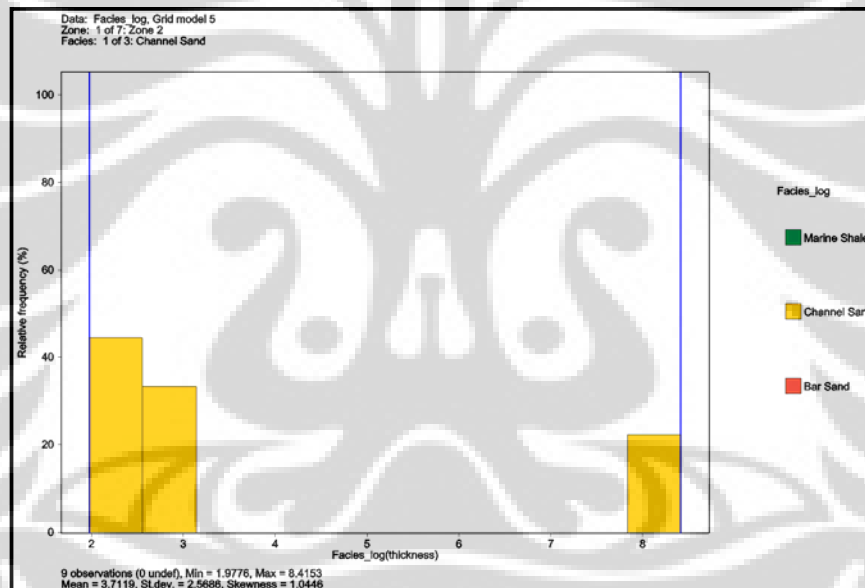 Data: Facies_log, Grid model 5
Zone: 1 of 7: Zone 2
Facies: 1 of 3: Channel Sand
100
80
60
40
20
0
Relative frequency (%)
2 3 4 5 6 7 8
Facies_log(thickness)
Facies_log
Marine Shale
Channel San
Bar Sand
9 observations (0 undef), Min = 1.9776, Max = 8.4153
Mean = 3.7119, St.dev. = 2.5686, Skewness = 1.0446